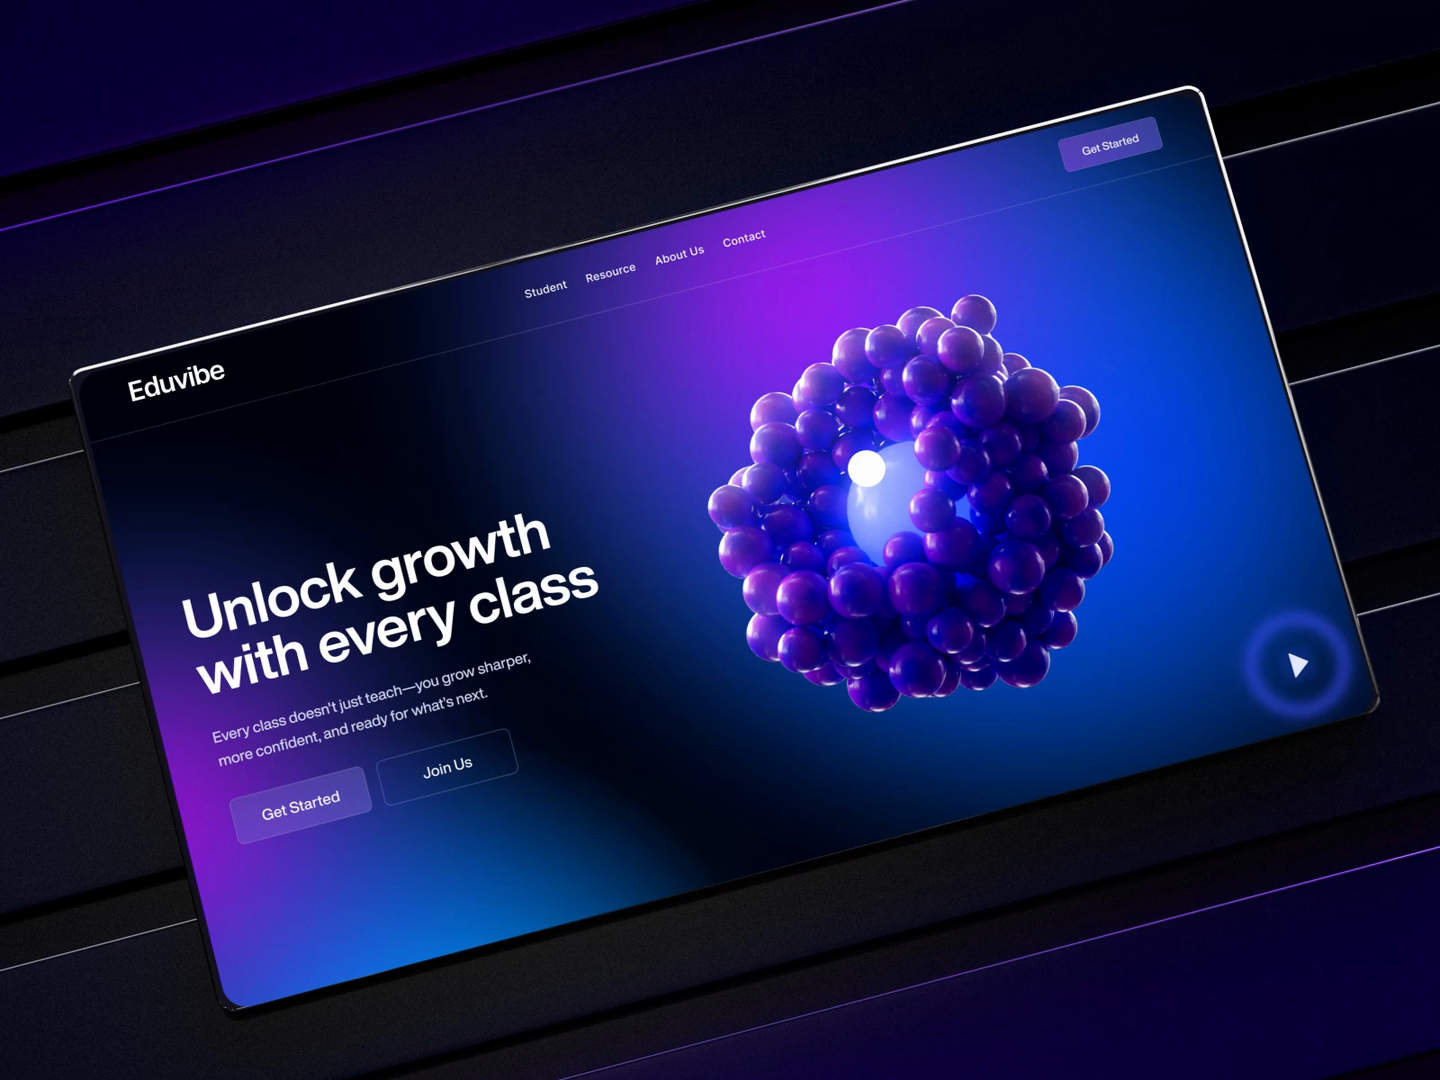 Eduvibe
Student
Resource
About Us
Contact
Get Started
Unlock growth
with every class
Every class doesn't just teach—you grow sharper,
more confident, and ready for what's next.
Get Started
Join Us